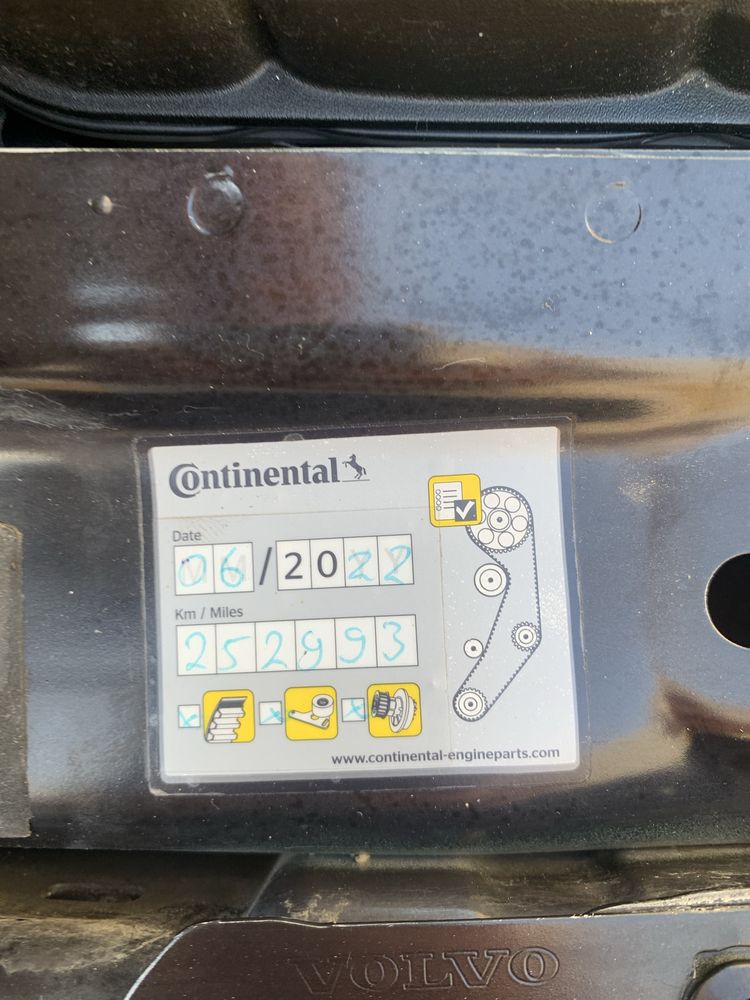 Continental
Date
06/2022
Km / Miles
252993
www.continental-engineparts.com
VOLVO